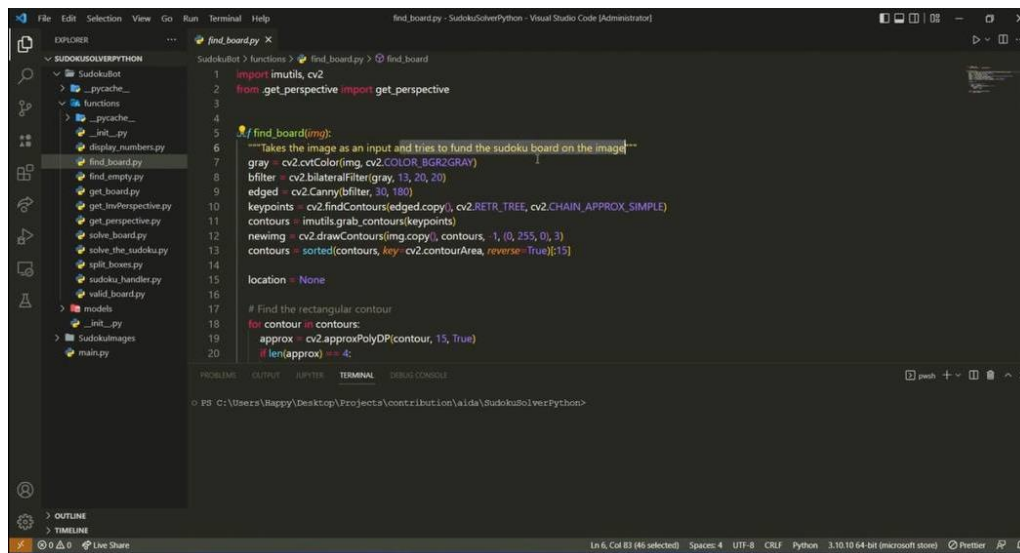 File Edit Selection View Go Run Terminal Help find_board.py - SudokuSolverPython - Visual Studio Code [Administrator]
EXPLORER
find_board.py
SUDOKUSOLVERPYTHON
SudokuBot
__pycache__
functions
__pycache__
__init__.py
display_numbers.py
find_board.py
find_empty.py
get_board.py
get_InvPerspective.py
get_perspective.py
solve_board.py
solve_the_sudoku.py
split_boxes.py
sudoku_handler.py
valid_board.py
models
__init__.py
SudokuImages
main.py
OUTLINE
TIMELINE
SudokuBot > functions > find_board.py > find_board
1 import imutils, cv2
2 from .get_perspective import get_perspective
3
4
5 def find_board(img):
6 """Takes the image as an input and tries to fund the sudoku board on the image"""
7 gray = cv2.cvtColor(img, cv2.COLOR_BGR2GRAY)
8 bfilter = cv2.bilateralFilter(gray, 13, 20, 20)
9 edged = cv2.Canny(bfilter, 30, 180)
10 keypoints = cv2.findContours(edged.copy(), cv2.RETR_TREE, cv2.CHAIN_APPROX_SIMPLE)
11 contours = imutils.grab_contours(keypoints)
12 newimg = cv2.drawContours(img.copy(), contours, -1, (0, 255, 0), 3)
13 contours = sorted(contours, key=cv2.contourArea, reverse=True)[:15]
14
15 location = None
16
17 # Find the rectangular contour
18 for contour in contours:
19 approx = cv2.approxPolyDP(contour, 15, True)
20 if len(approx) == 4:
PROBLEMS OUTPUT JUPYTER TERMINAL DEBUG CONSOLE pwsh
PS C:\Users\Happy\Desktop\Projects\contribution\aida\SudokuSolverPython>
0 0 Live Share Ln 6, Col 83 (46 selected) Spaces: 4 UTF-8 CRLF Python 3.10.10 64-bit (microsoft store) Prettier